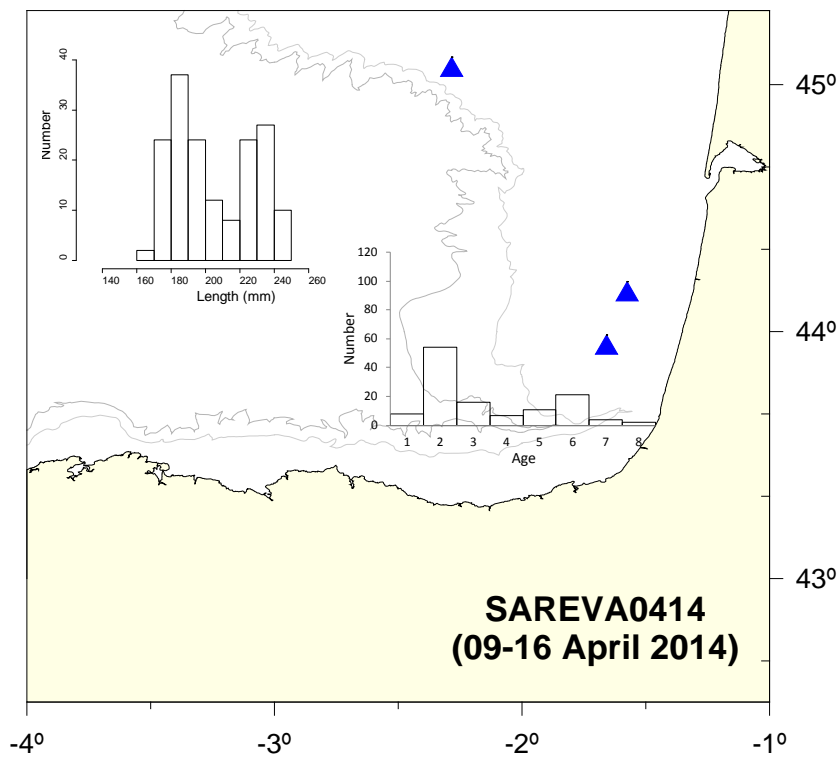 40
30
20
10
0
Number
140 160 180 200 220 240 260
Length (mm)
120
100
80
60
40
20
0
Number
1 2 3 4 5 6 7 8
Age
45º
44º
43º
SAREVA0414
(09-16 April 2014)
-4º -3º -2º -1º